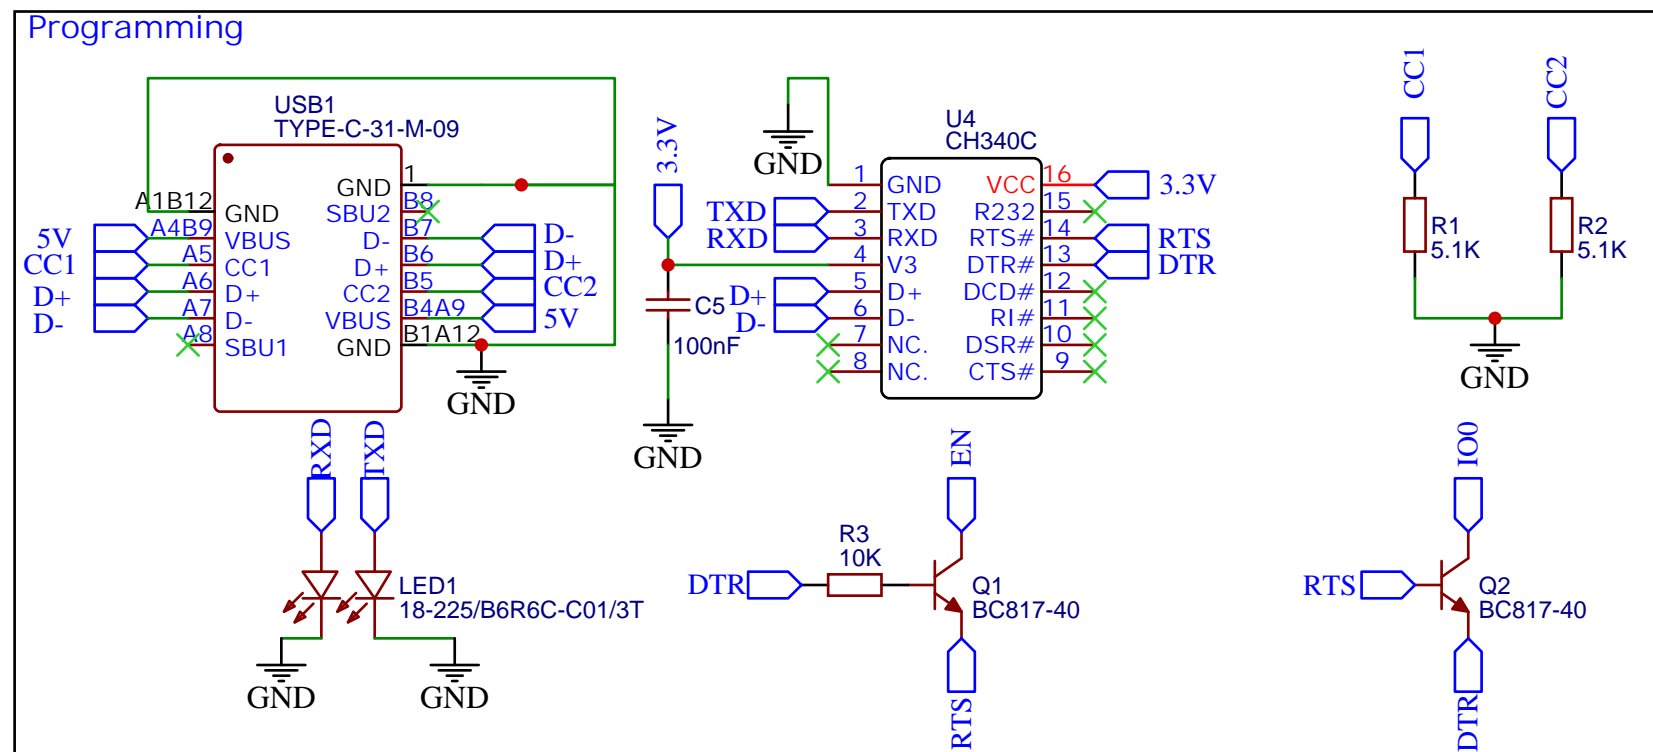 Programming
USB1
TYPE-C-31-M-09
A1B12
GND
A4B9
VBUS
5V
A5
CC1
CC1
A6
D+
D+
A7
D-
D-
A8
SBU1
1
GND
B8
SBU2
B7
D-
D-
B6
D+
D+
B5
CC2
CC2
B4A9
VBUS
5V
B1A12
GND
GND
3.3V
C5
100nF
GND
GND
U4
CH340C
1
GND
TXD
2
TXD
RXD
3
RXD
4
V3
D+
5
D+
D-
6
D-
7
NC.
8
NC.
VCC
16
3.3V
R232
15
RTS#
14
RTS
DTR#
13
DTR
DCD#
12
RI#
11
DSR#
10
CTS#
9
CC1
CC2
R1
5.1K
R2
5.1K
GND
RXD
TXD
LED1
18-225/B6R6C-C01/3T
GND
GND
EN
R3
10K
DTR
Q1
BC817-40
RTS
IO0
RTS
Q2
BC817-40
DTR